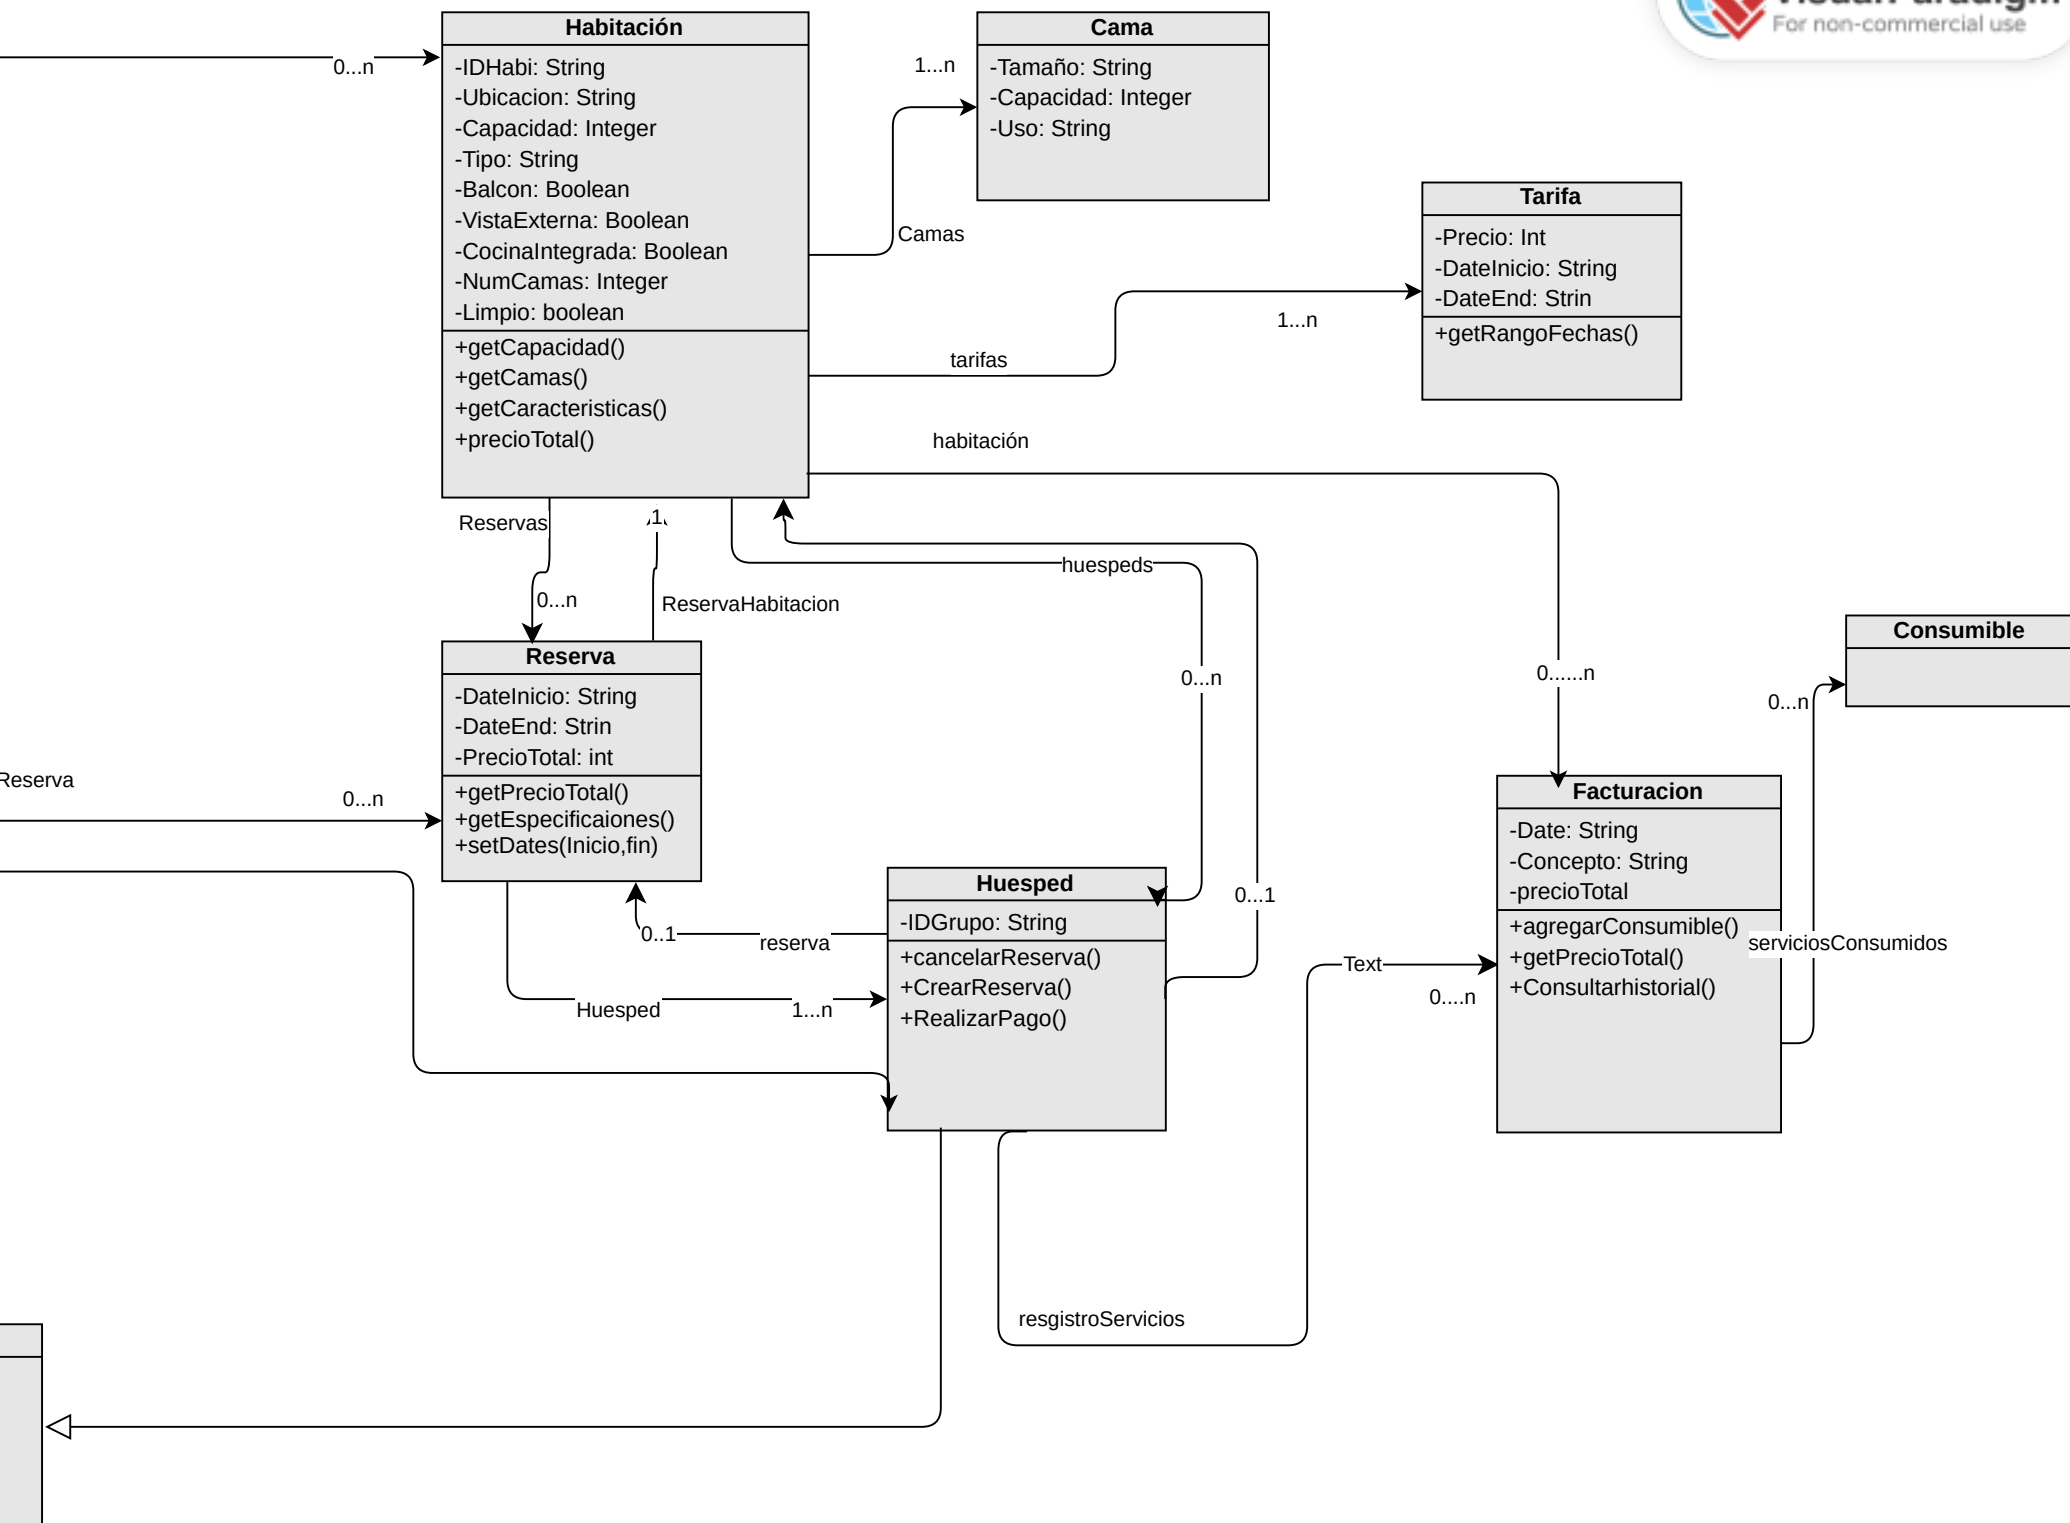 For non-commercial use
Habitación
-IDHabi: String
-Ubicacion: String
-Capacidad: Integer
-Tipo: String
-Balcon: Boolean
-VistaExterna: Boolean
-CocinaIntegrada: Boolean
-NumCamas: Integer
-Limpio: boolean
+getCapacidad()
+getCamas()
+getCaracteristicas()
+precioTotal()
0...n
Cama
-Tamaño: String
-Capacidad: Integer
-Uso: String
1...n
Camas
Tarifa
-Precio: Int
-DateInicio: String
-DateEnd: Strin
+getRangoFechas()
1...n
tarifas
habitación
Reservas
1
huespeds
0...n
ReservaHabitacion
Reserva
-DateInicio: String
-DateEnd: Strin
-PrecioTotal: int
+getPrecioTotal()
+getEspecificaiones()
+setDates(Inicio,fin)
0...n
0......n
Consumible
0...n
Reserva
0...n
Huesped
-IDGrupo: String
+cancelarReserva()
+CrearReserva()
+RealizarPago()
0...1
0..1
reserva
Huesped
1...n
Facturacion
-Date: String
-Concepto: String
-precioTotal
+agregarConsumible()
+getPrecioTotal()
+Consultarhistorial()
serviciosConsumidos
Text
0....n
resgistroServicios